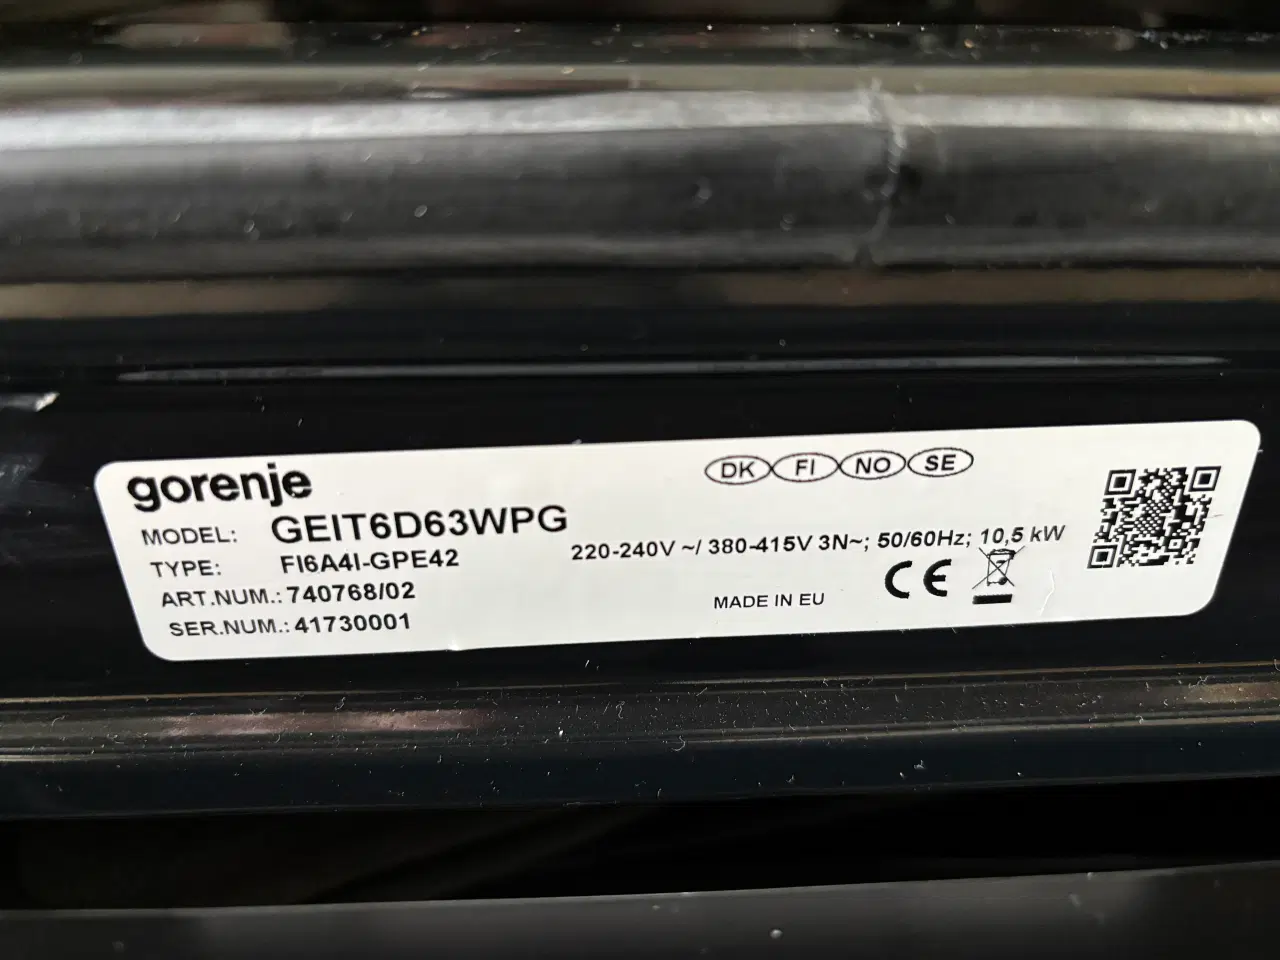 gorenje
DK FI NO SE
MODEL: GEIT6D63WPG
TYPE: FI6A4I-GPE42
220-240V ~/ 380-415V 3N~; 50/60Hz; 10,5 kW
ART.NUM.: 740768/02
SER.NUM.: 41730001
MADE IN EU
CE